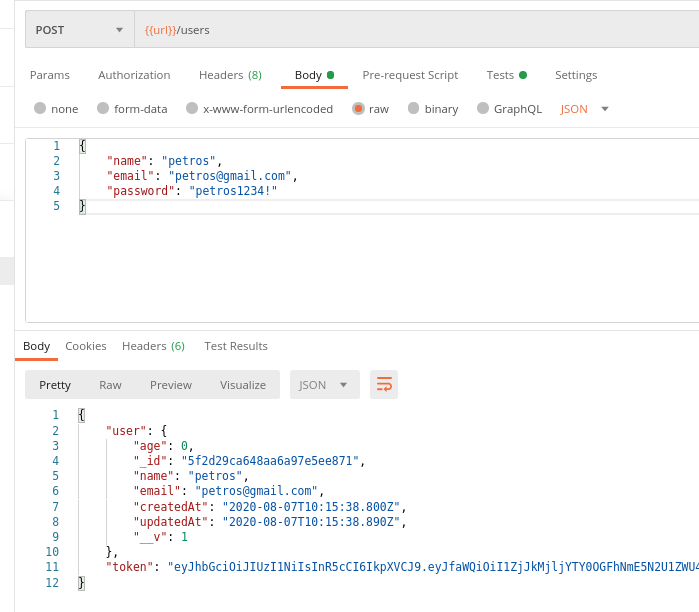 POST {{url}}/users
Params Authorization Headers (8) Body Pre-request Script Tests Settings
none form-data x-www-form-urlencoded raw binary GraphQL JSON
1 {
2 "name": "petros",
3 "email": "petros@gmail.com",
4 "password": "petros1234!"
5 }
Body Cookies Headers (6) Test Results
Pretty Raw Preview Visualize JSON
1 {
2 "user": {
3 "age": 0,
4 "_id": "5f2d29ca648aa6a97e5ee871",
5 "name": "petros",
6 "email": "petros@gmail.com",
7 "createdAt": "2020-08-07T10:15:38.800Z",
8 "updatedAt": "2020-08-07T10:15:38.890Z",
9 "__v": 1
10 },
11 "token": "eyJhbGciOiJIUzI1NiIsInR5cCI6IkpXVCJ9.eyJfaWQiOiI1ZjJkMjljYTY0OGFhNmE5N2U1ZWU4
12 }